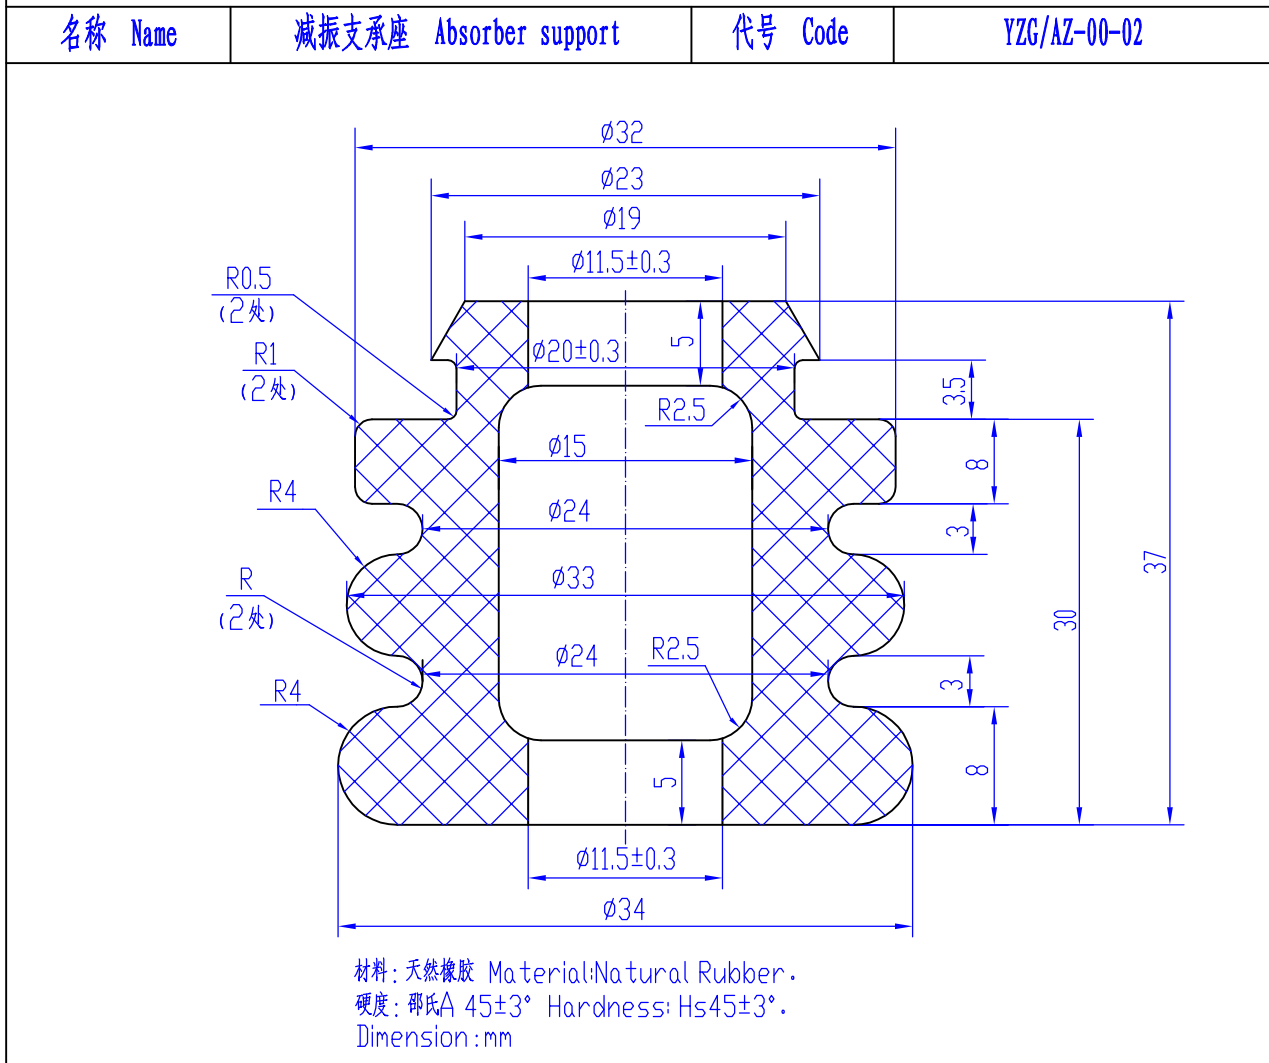 名称 Name 减振支承座 Absorber support 代号 Code YZG/AZ-00-02
ø32
ø23
ø19
ø11.5±0.3
R0.5
(2处)
5
ø20±0.3
R1
(2处)
3.5
R2.5
ø15
8
R4
ø24
3
37
R
(2处)
ø33
30
ø24
R2.5
R4
3
5
8
ø11.5±0.3
ø34
材料: 天然橡胶 Material:Natural Rubber.
硬度: 邵氏A 45±3° Hardness: Hs45±3°.
Dimension:mm